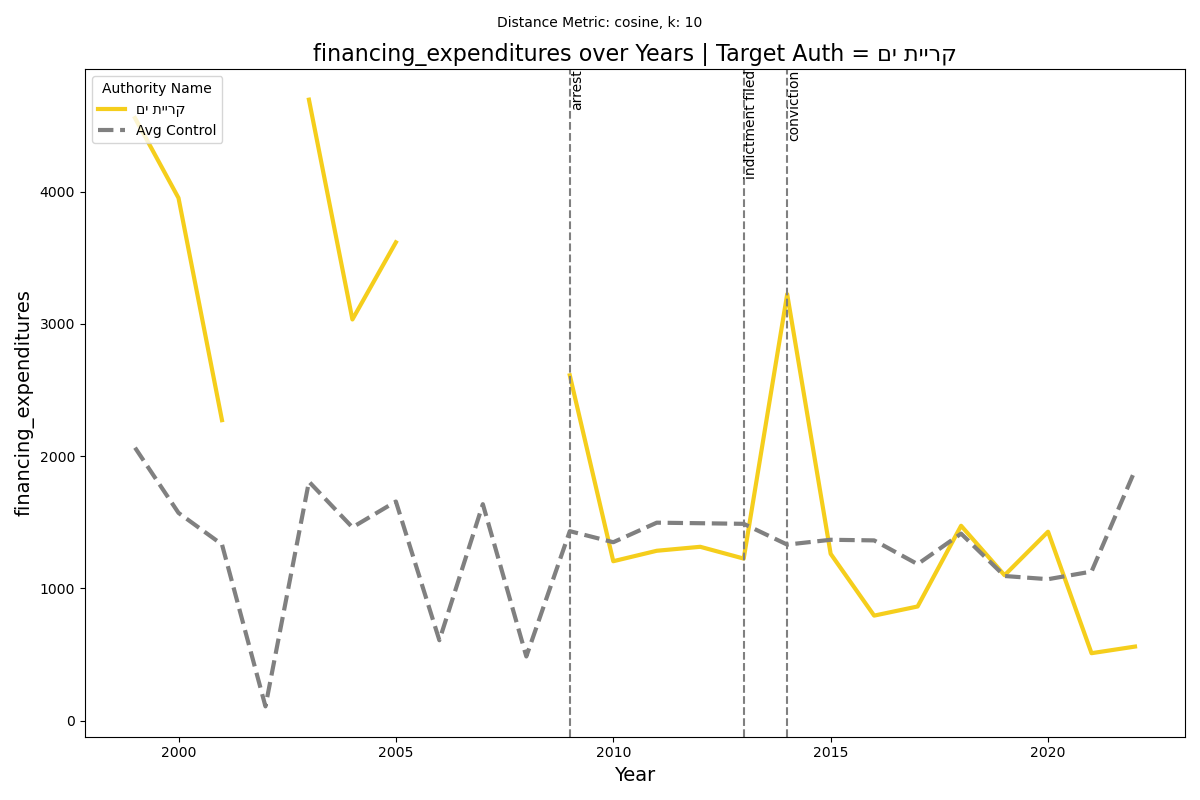 Distance Metric: cosine, k: 10
financing_expenditures over Years | Target Auth = קריית ים
Authority Name
קריית ים
Avg Control
arrest
indictment filed
conviction
financing_expenditures
4000
3000
2000
1000
0
2000
2005
2010
2015
2020
Year